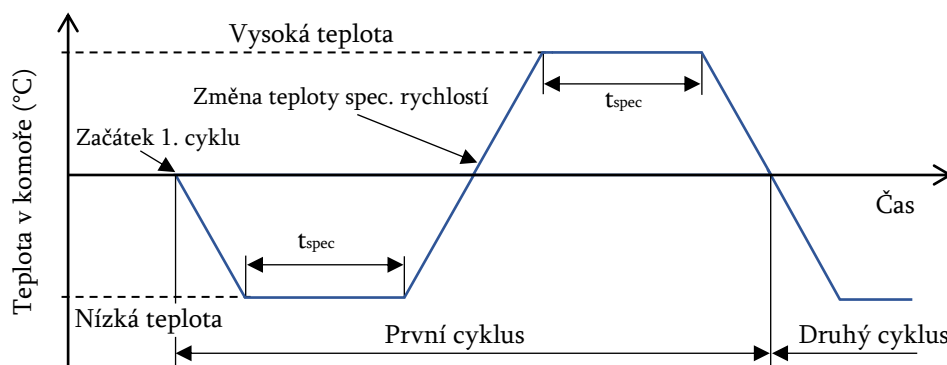 Vysoká teplota
Změna teploty spec. rychlostí
tspec
Začátek 1. cyklu
Teplota v komoře (°C)
Čas
tspec
Nízká teplota
První cyklus
Druhý cyklus